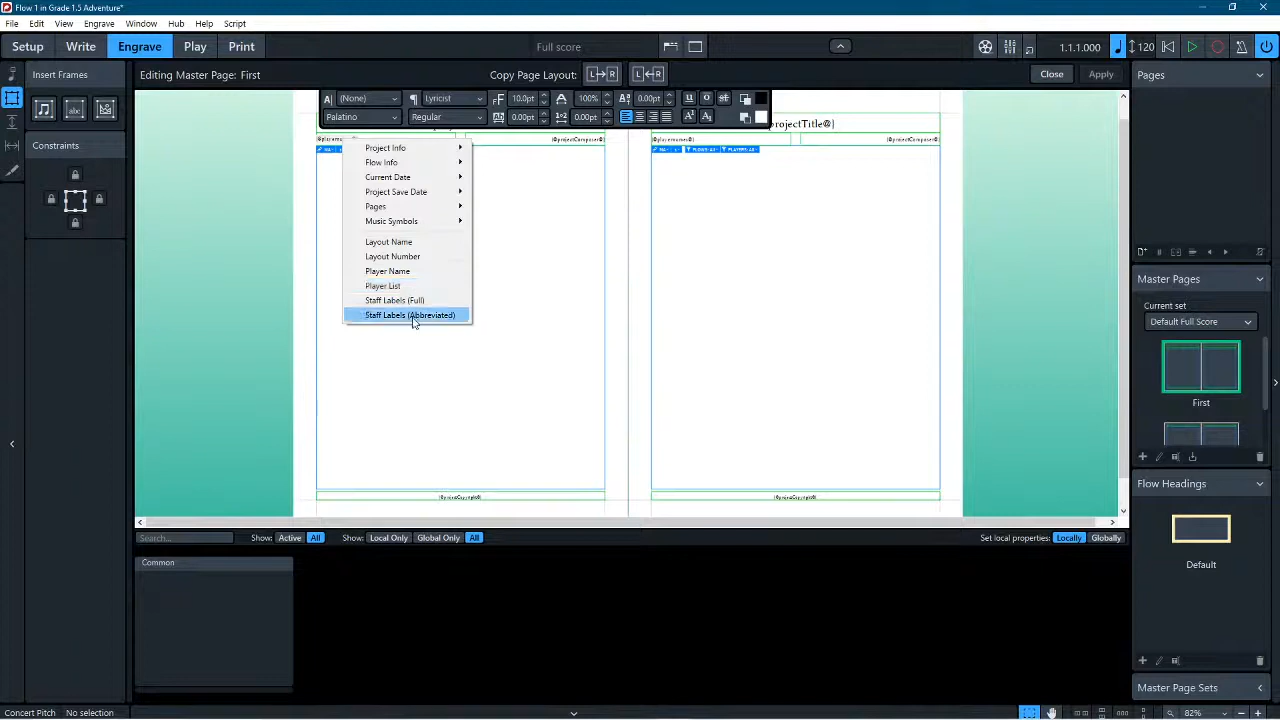 Flow 1 in Grade 1.5 Adventure*
File Edit View Engrave Window Hub Help Script
Setup Write Engrave Play Print
Full score
1.1.1.000
120
Insert Frames
Editing Master Page: First
Copy Page Layout:
L R
L R
Close Apply
Pages
(None) Lyricist 10.0pt 100% 0.00pt
Palatino Regular 0.00pt 0.00pt
projectTitle@}
{@projectComposer@}
{@playername@}
{@projectComposer@}
Constraints
Project Info
Flow Info
Current Date
Project Save Date
Pages
Music Symbols
Layout Name
Layout Number
Player Name
Player List
Staff Labels (Full)
Staff Labels (Abbreviated)
Master Pages
Current set
Default Full Score
First
Flow Headings
Default
Master Page Sets
{@projectCopyright@}
{@projectCopyright@}
Search... Show: Active All Show: Local Only Global Only All
Set local properties: Locally Globally
Common
Concert Pitch No selection
82%